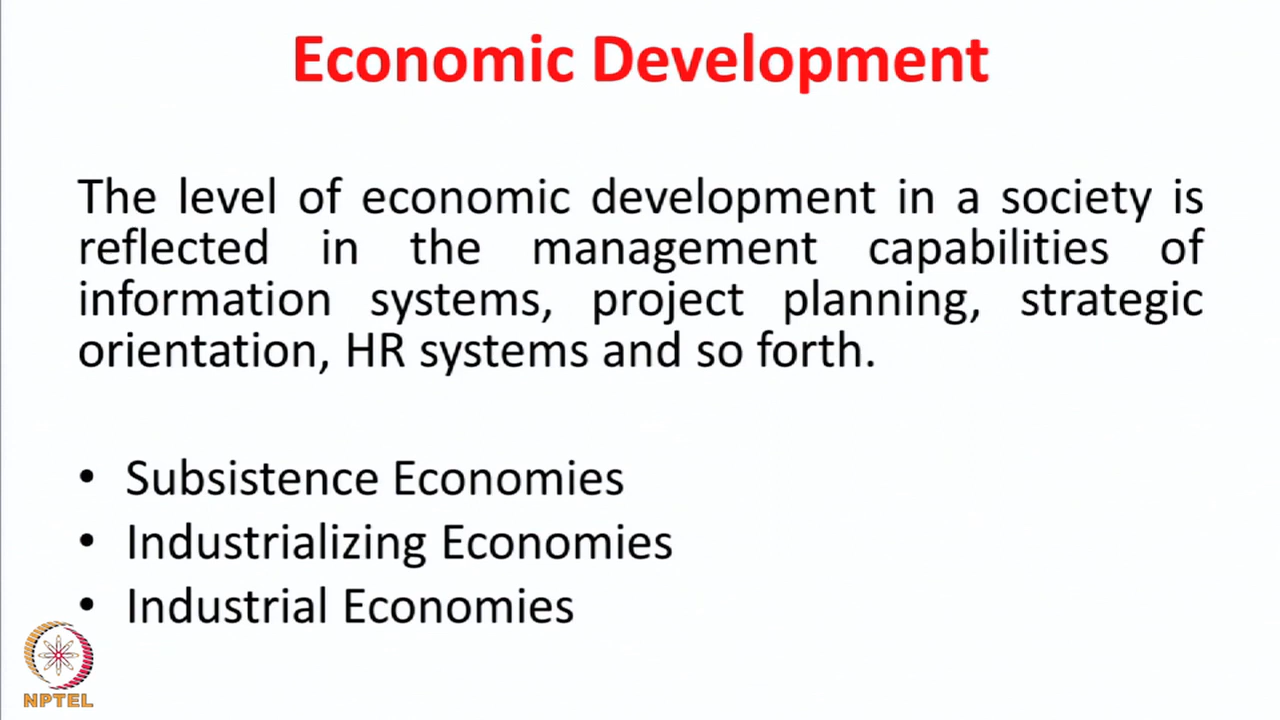 Economic Development
The level of economic development in a society is
reflected in the management capabilities of
information systems, project planning, strategic
orientation, HR systems and so forth.
• Subsistence Economies
• Industrializing Economies
• Industrial Economies
NPTEL